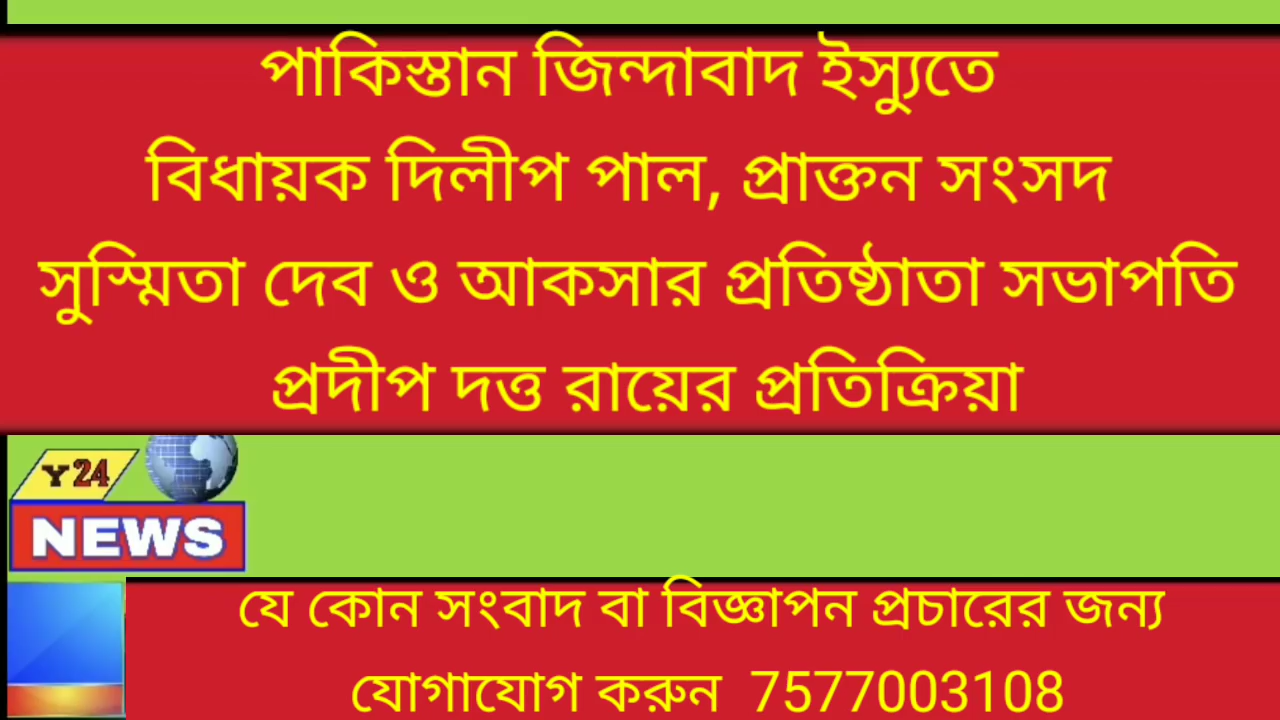 পাকিস্তান জিন্দাবাদ ইস্যুতে
বিধায়ক দিলীপ পাল, প্রাক্তন সংসদ
সুস্মিতা দেব ও আকসার প্রতিষ্ঠাতা সভাপতি
প্রদীপ দত্ত রায়ের প্রতিক্রিয়া
Y24
NEWS
যে কোন সংবাদ বা বিজ্ঞাপন প্রচারের জন্য
যোগাযোগ করুন 7577003108